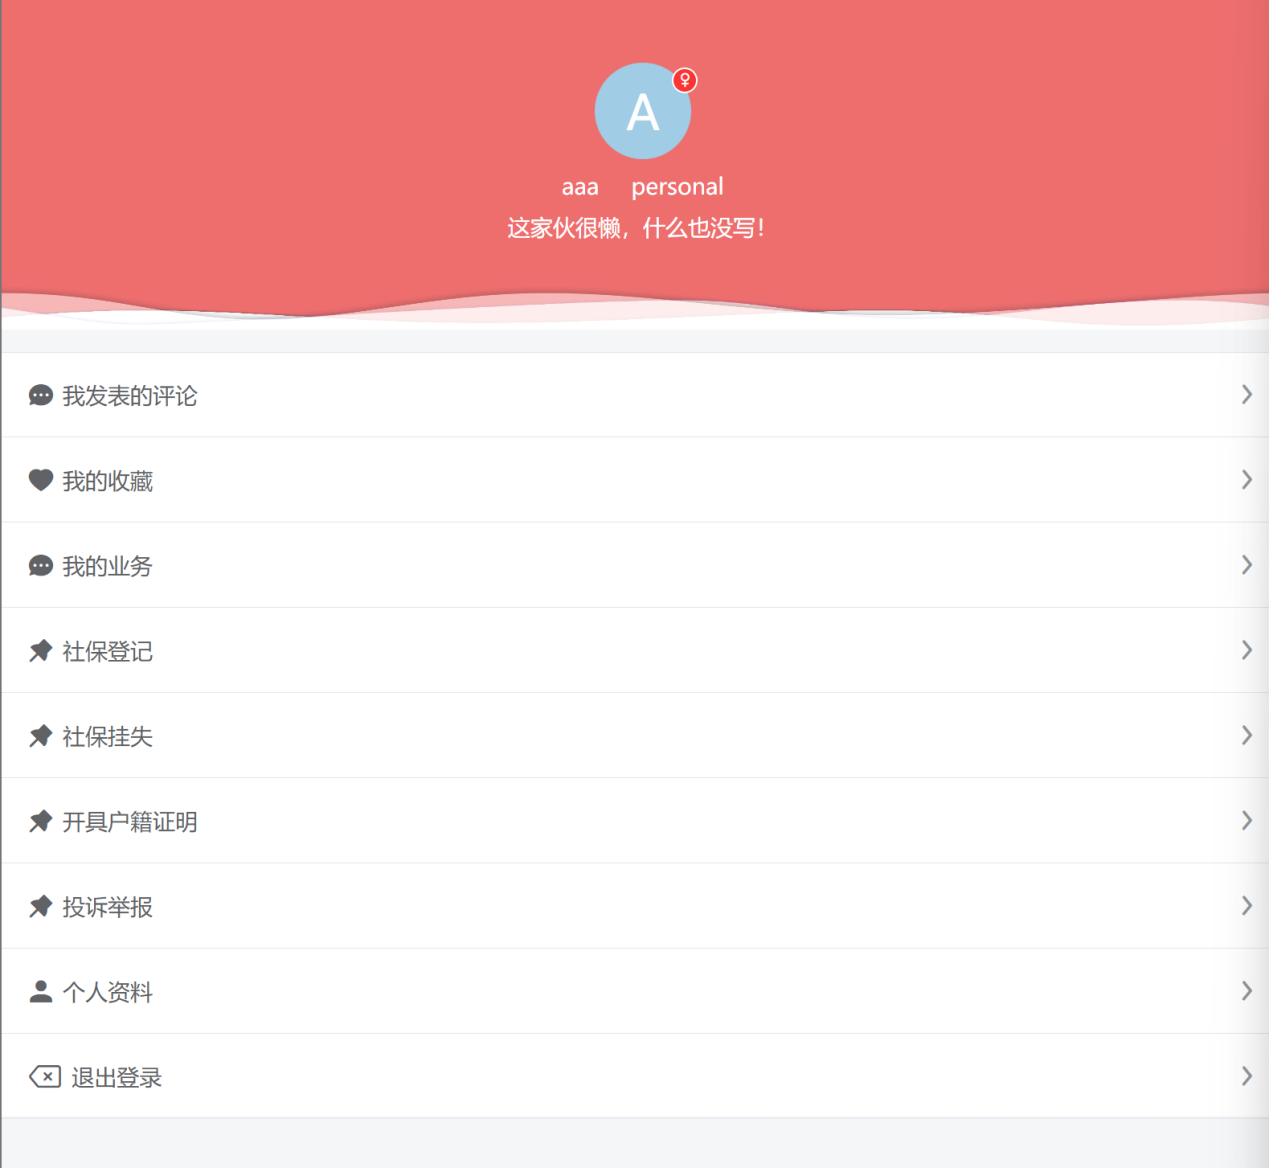 A
aaa personal
这家伙很懒，什么也没写！
我发表的评论
我的收藏
我的业务
社保登记
社保挂失
开具户籍证明
投诉举报
个人资料
退出登录